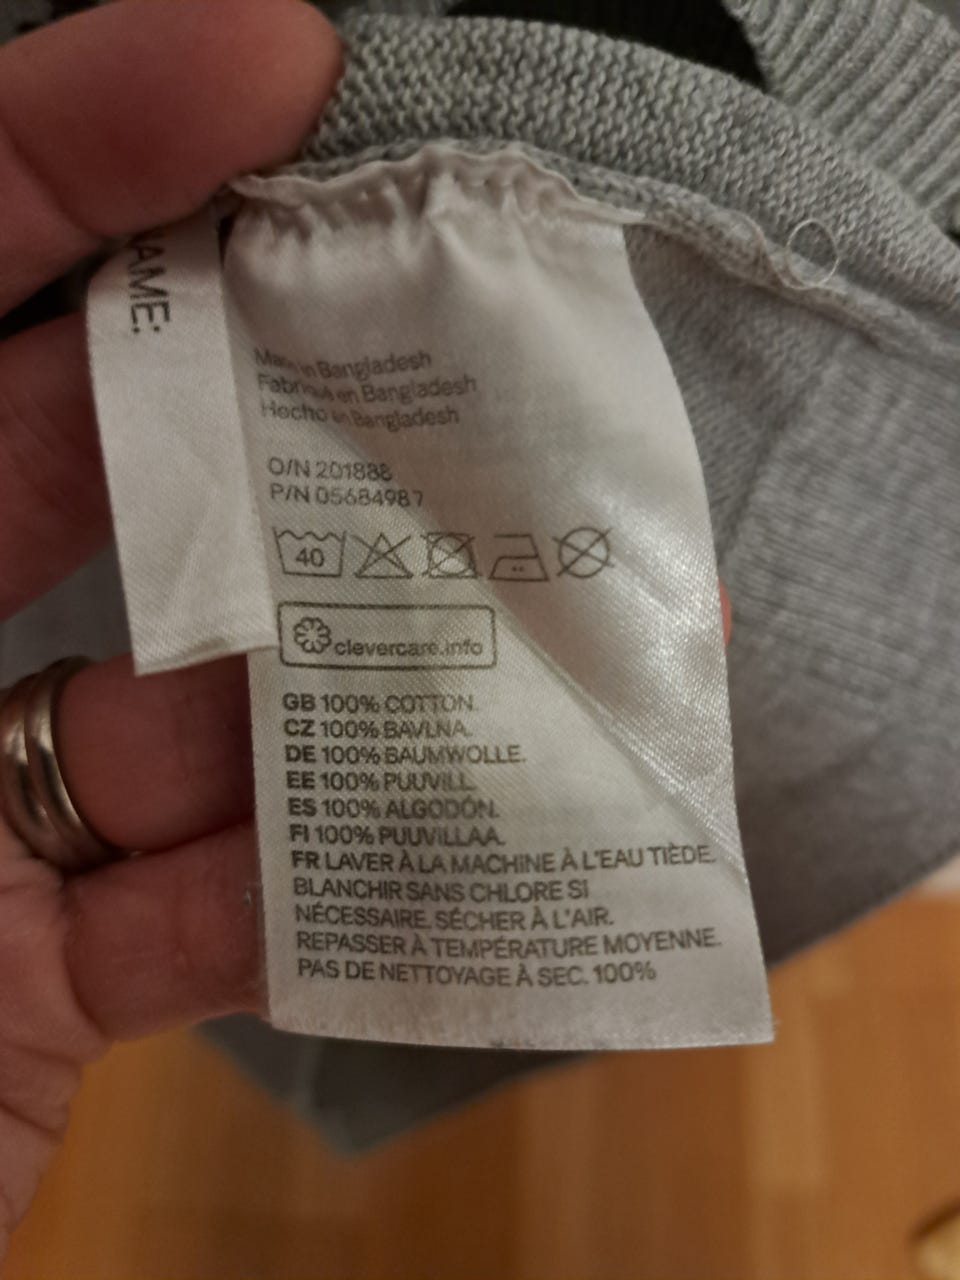 AME:
Made in Bangladesh
Fabriqué en Bangladesh
Hecho en Bangladesh
O/N 201888
P/N 05684987
40
clevercare.info
GB 100% COTTON.
CZ 100% BAVLNA.
DE 100% BAUMWOLLE.
EE 100% PUUVILL.
ES 100% ALGODÓN.
FI 100% PUUVILLAA.
FR LAVER À LA MACHINE À L'EAU TIÈDE.
BLANCHIR SANS CHLORE SI
NÉCESSAIRE. SÉCHER À L'AIR.
REPASSER À TEMPÉRATURE MOYENNE.
PAS DE NETTOYAGE À SEC. 100%